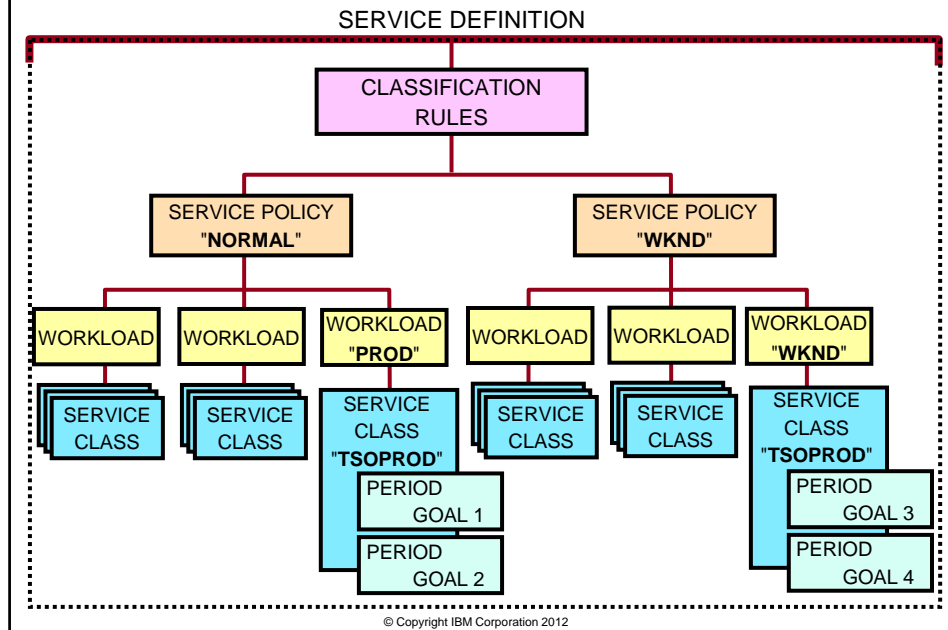 SERVICE DEFINITION
CLASSIFICATION
RULES
SERVICE POLICY
"NORMAL"
SERVICE POLICY
"WKND"
WORKLOAD
WORKLOAD
WORKLOAD
"PROD"
WORKLOAD
WORKLOAD
WORKLOAD
"WKND"
SERVICE
CLASS
SERVICE
CLASS
SERVICE
CLASS
"TSOPROD"
PERIOD
GOAL 1
PERIOD
GOAL 2
SERVICE
CLASS
SERVICE
CLASS
SERVICE
CLASS
"TSOPROD"
PERIOD
GOAL 3
PERIOD
GOAL 4
© Copyright IBM Corporation 2012